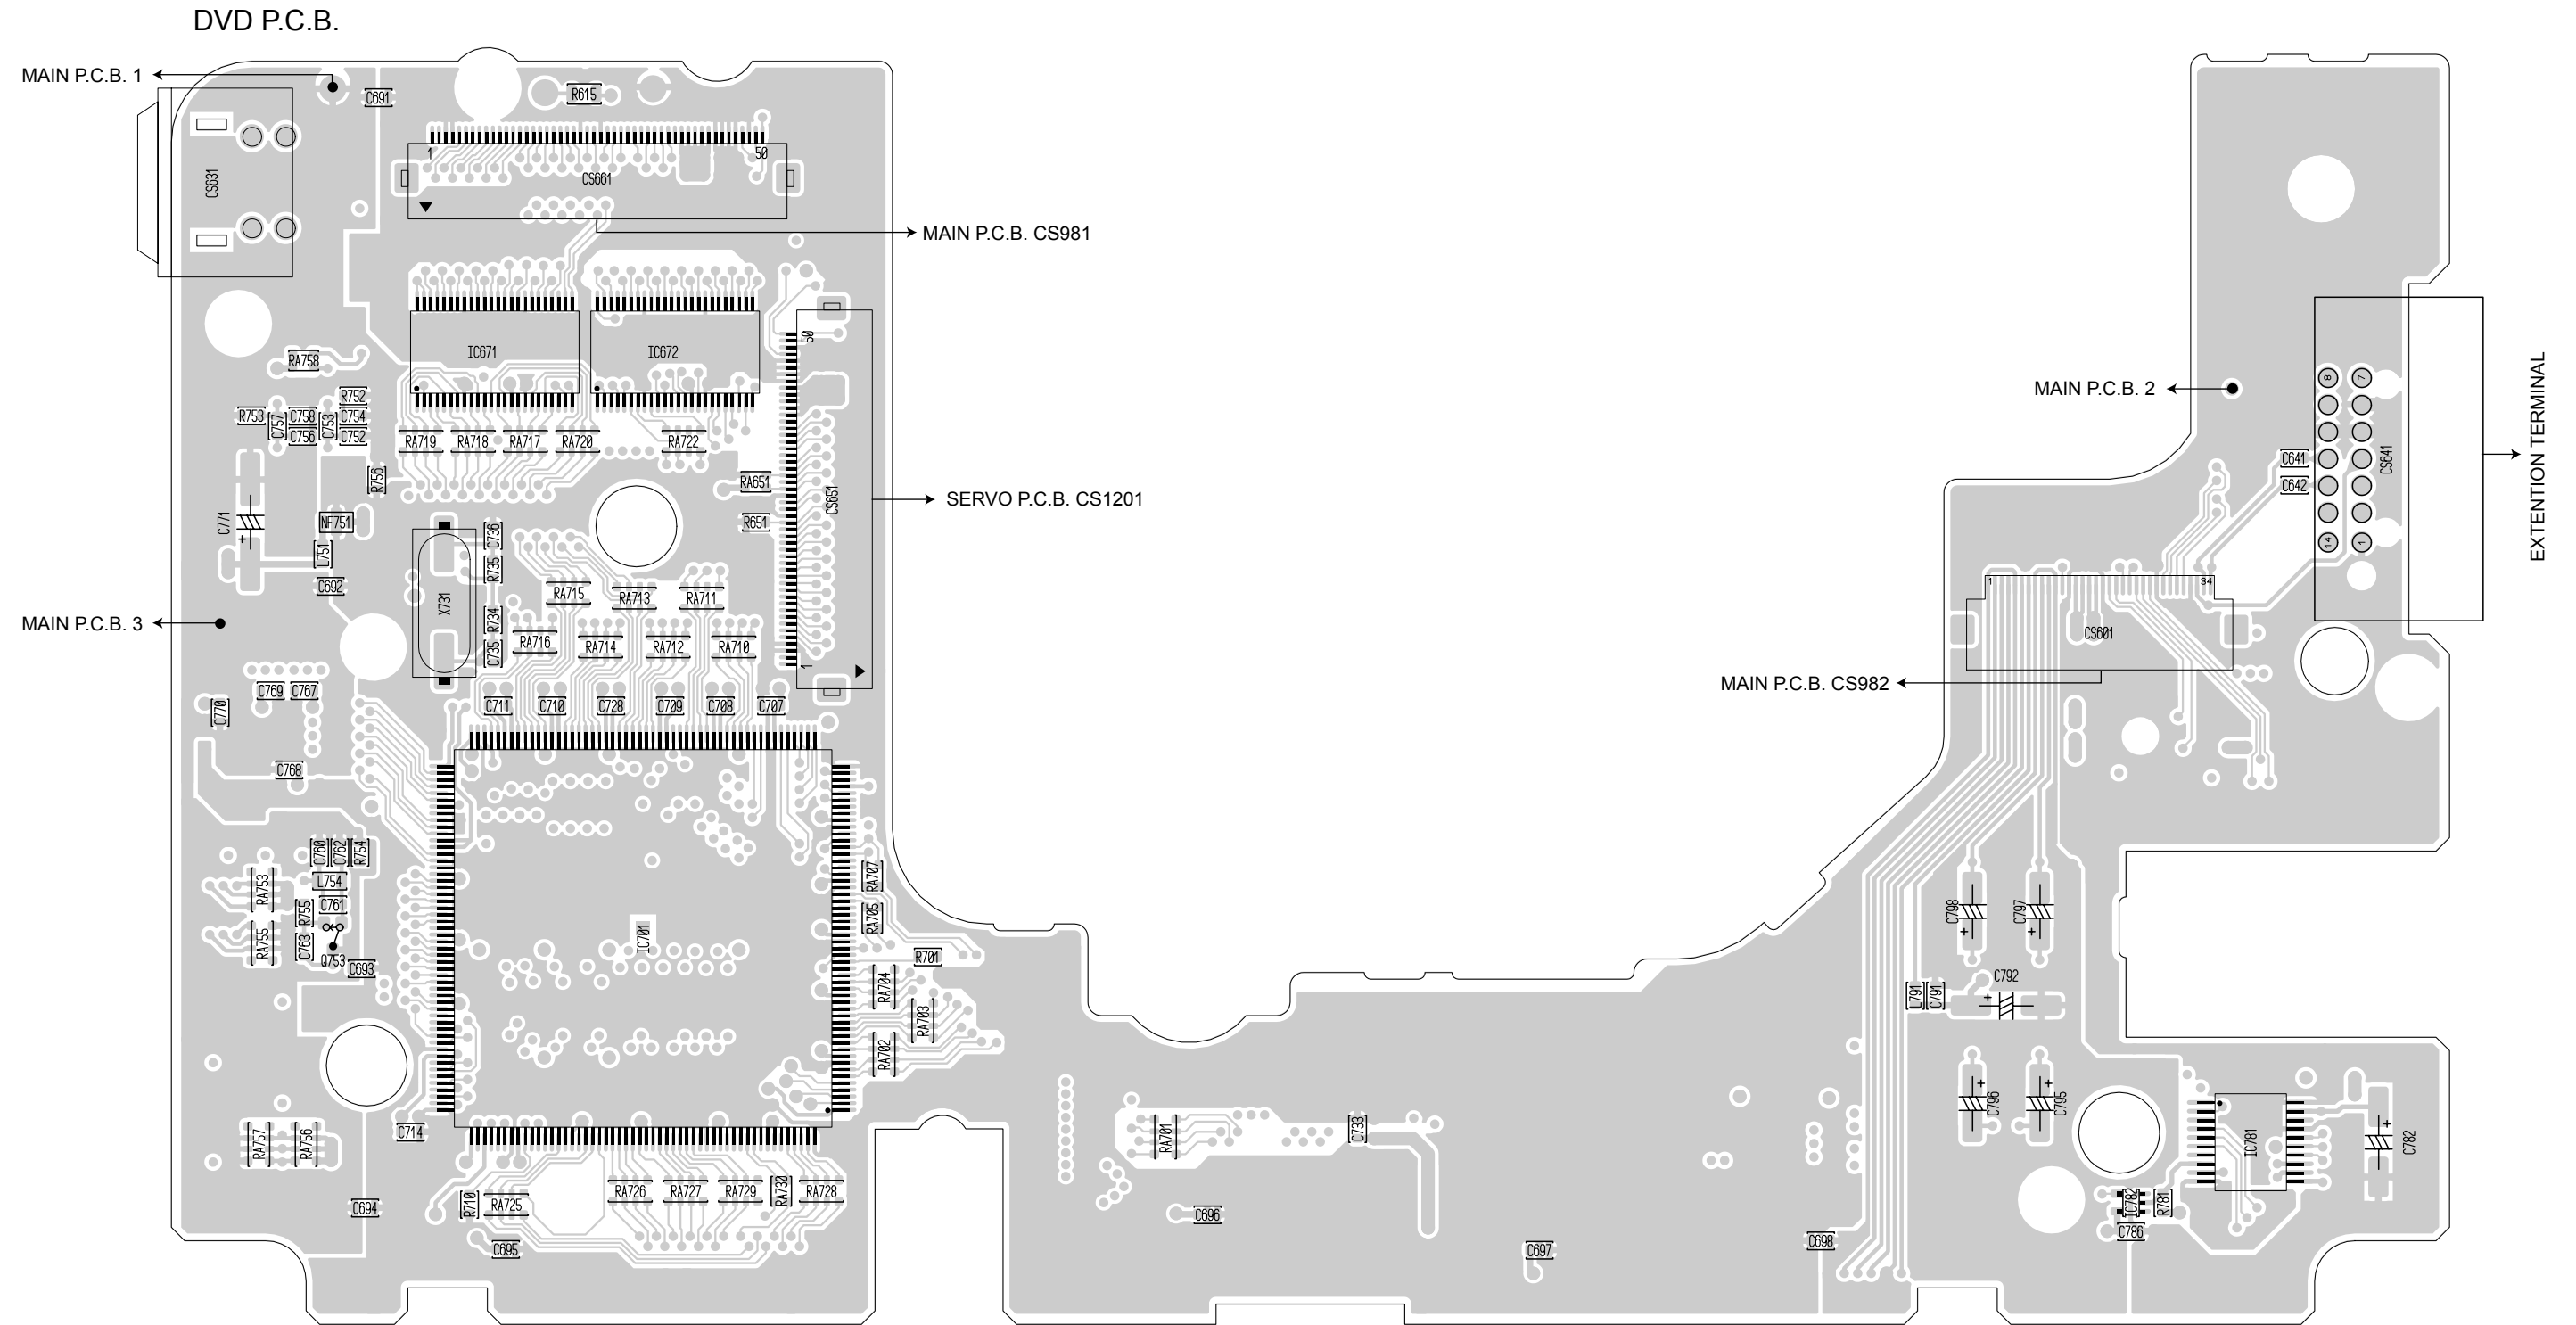 DVD P.C.B.
MAIN P.C.B. 1
C691
R615
1
50
CS631
CS661
MAIN P.C.B. CS981
IC671
IC672
50
RA758
R752
R753
C757
C758
C753
C754
C756
C752
RA719
RA718
RA717
RA720
RA722
R756
RA651
CS651
SERVO P.C.B. CS1201
C771
+
NF751
R651
C736
L751
R735
C692
X731
RA715
RA713
RA711
R734
MAIN P.C.B. 3
RA716
RA714
RA712
RA710
C735
1
C769
C767
C770
C711
C710
C728
C709
C708
C707
C768
C760
C762
R754
RA753
L754
RA707
R755
C761
RA705
RA755
C763
Q753
C693
IC701
R701
RA704
RA703
RA702
RA757
RA756
C714
RA701
C733
R710
RA725
RA726
RA727
RA729
RA730
RA728
C694
C695
C696
C697
C698
MAIN P.C.B. 2
8
7
C641
C642
CS641
14
1
EXTENTION TERMINAL
1
34
CS601
MAIN P.C.B. CS982
C798
+
C797
+
C792
+
L791
C791
+
C796
+
C795
IC781
+
C782
IC782
R781
C786